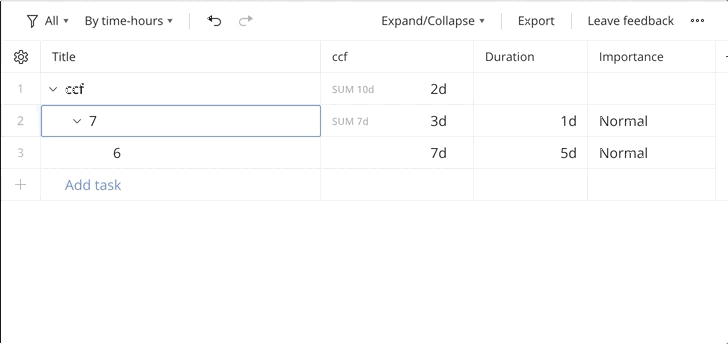 All By time-hours Expand/Collapse Export Leave feedback
Title ccf Duration Importance
1 ccf SUM 10d 2d
2 7 SUM 7d 3d 1d Normal
3 6 7d 5d Normal
Add task